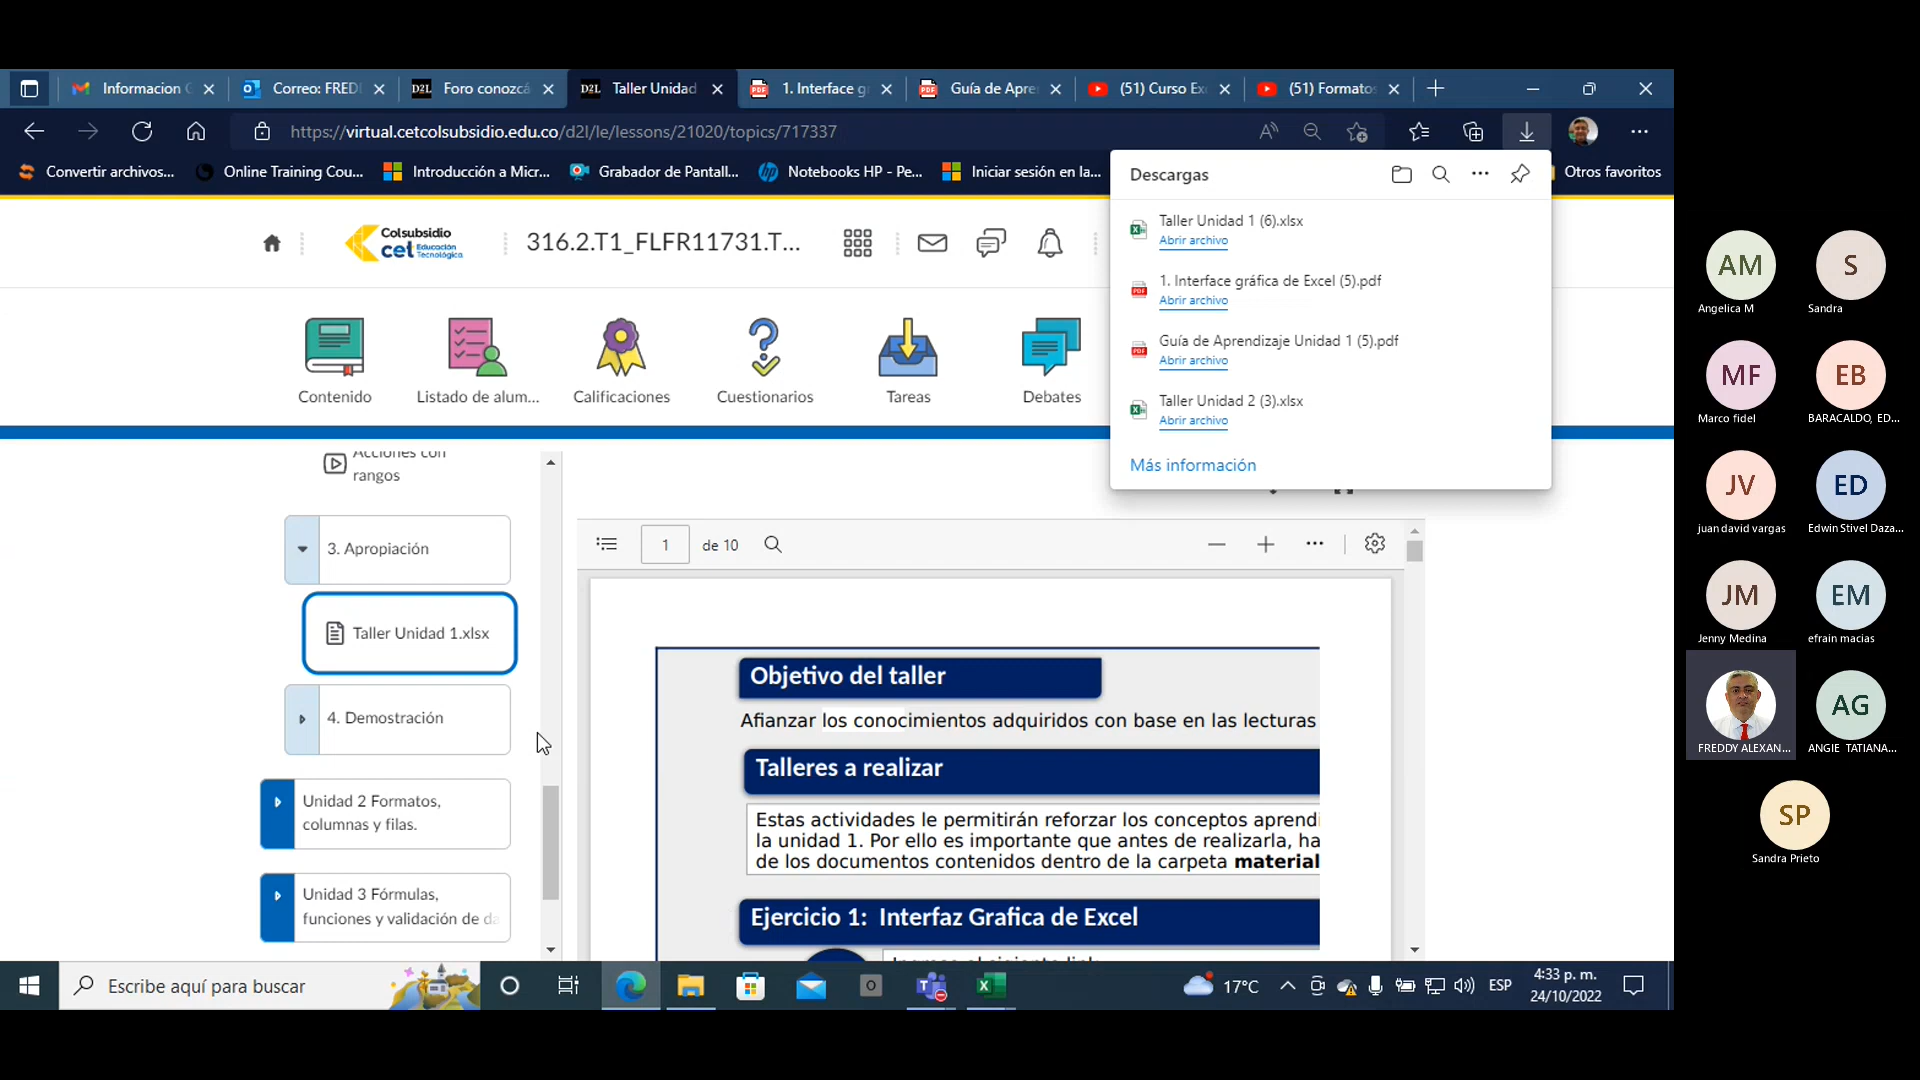 Informacion G
Correo: FREDI
Foro conozcá
Taller Unidad
1. Interface gr
Guía de Apre
(51) Curso Ex
(51) Formatos
https://virtual.cetcolsubsidio.edu.co/d2l/le/lessons/21020/topics/717337
Convertir archivos...
Online Training Cou...
Introducción a Micr...
Grabador de Pantall...
Notebooks HP - Pe...
Iniciar sesión en la...
Otros favoritos
Descargas
Taller Unidad 1 (6).xlsx
Abrir archivo
1. Interface gráfica de Excel (5).pdf
Abrir archivo
Guía de Aprendizaje Unidad 1 (5).pdf
Abrir archivo
Taller Unidad 2 (3).xlsx
Abrir archivo
Más información
Colsubsidio
cet Educación
Tecnológica
316.2.T1_FLFR11731.T...
Contenido
Listado de alum...
Calificaciones
Cuestionarios
Tareas
Debates
Acciones con
rangos
3. Apropiación
Taller Unidad 1.xlsx
4. Demostración
Unidad 2 Formatos,
columnas y filas.
Unidad 3 Fórmulas,
funciones y validación de da
1 de 10
Objetivo del taller
Afianzar los conocimientos adquiridos con base en las lecturas
Talleres a realizar
Estas actividades le permitirán reforzar los conceptos aprendi
la unidad 1. Por ello es importante que antes de realizarla, ha
de los documentos contenidos dentro de la carpeta material
Ejercicio 1: Interfaz Grafica de Excel
Escribe aquí para buscar
17°C
ESP
4:33 p. m.
24/10/2022
AM
Angelica M
S
Sandra
MF
Marco fidel
EB
BARACALDO, ED...
JV
juan david vargas
ED
Edwin Stivel Daza...
JM
Jenny Medina
EM
efrain macias
FREDDY ALEXAN...
AG
ANGIE TATIANA...
SP
Sandra Prieto